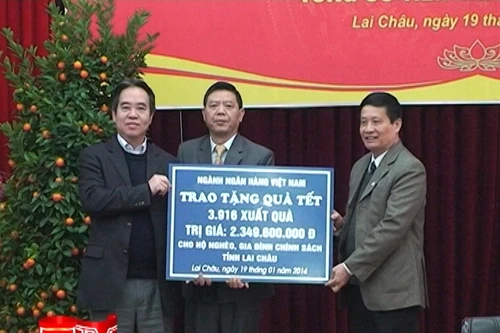 Lai Châu, ngày 19 thán
NGÀNH NGÂN HÀNG VIỆT NAM
TRAO TẶNG QUÀ TẾT
3.916 XUẤT QUÀ
TRỊ GIÁ: 2.349.600.000 Đ
CHO HỘ NGHÈO, GIA ĐÌNH CHÍNH SÁCH
TỈNH LAI CHÂU
Lai Châu, ngày 19 tháng 01 năm 2014